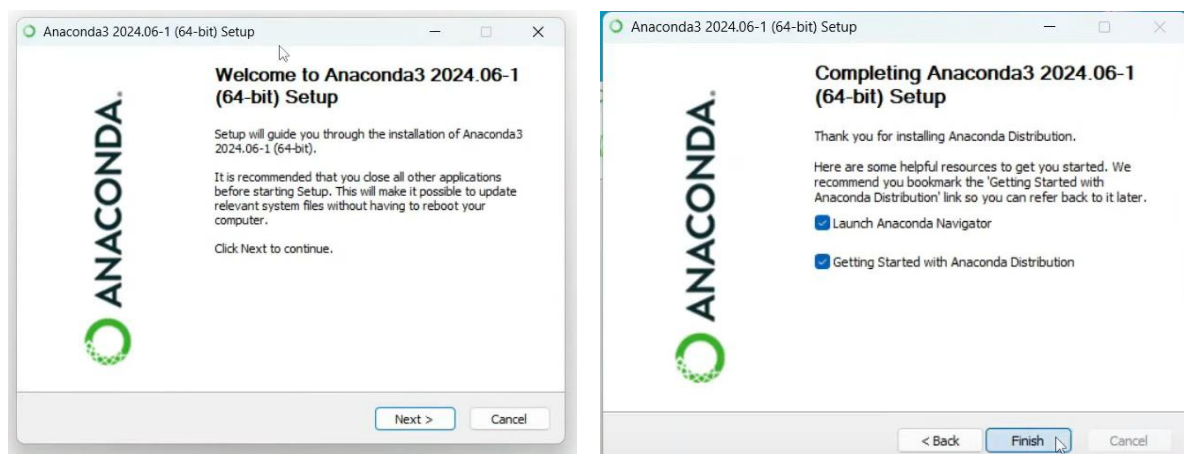 Anaconda3 2024.06-1 (64-bit) Setup
ANACONDA.
Welcome to Anaconda3 2024.06-1
(64-bit) Setup
Setup will guide you through the installation of Anaconda3
2024.06-1 (64-bit).
It is recommended that you close all other applications
before starting Setup. This will make it possible to update
relevant system files without having to reboot your
computer.
Click Next to continue.
Next >
Cancel
Anaconda3 2024.06-1 (64-bit) Setup
ANACONDA.
Completing Anaconda3 2024.06-1
(64-bit) Setup
Thank you for installing Anaconda Distribution.
Here are some helpful resources to get you started. We
recommend you bookmark the 'Getting Started with
Anaconda Distribution' link so you can refer back to it later.
Launch Anaconda Navigator
Getting Started with Anaconda Distribution
< Back
Finish
Cancel